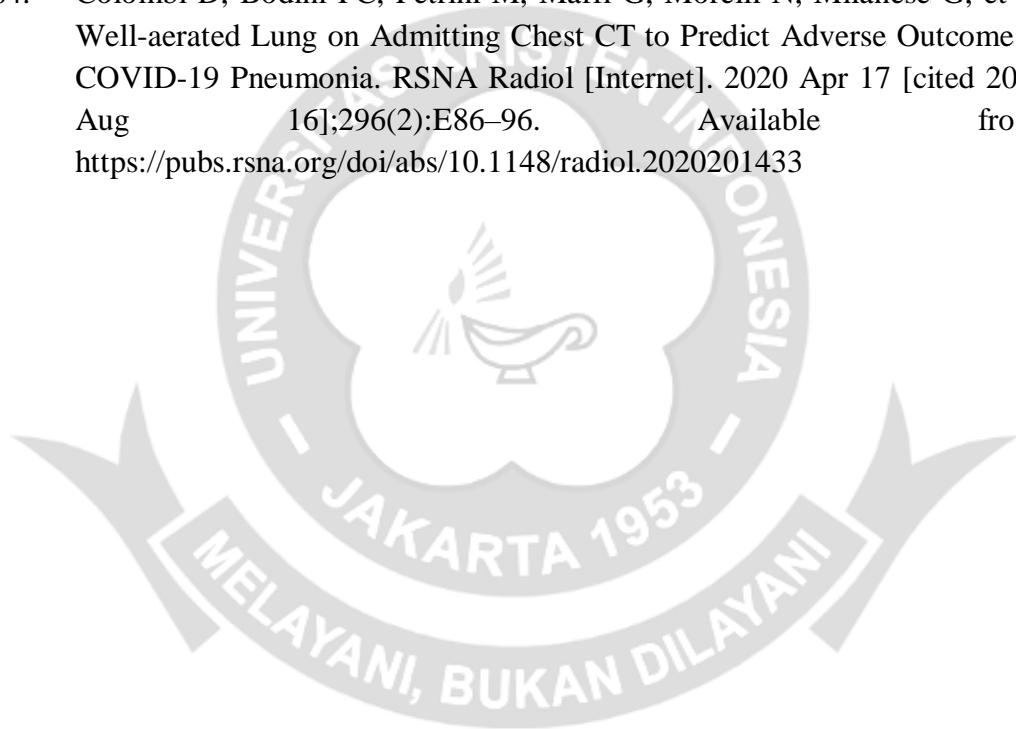 Colombi D, Bodini FC, Petrini M, Maffi G, Morelli N, Milanese G, et
Well-aerated Lung on Admitting Chest CT to Predict Adverse Outcome
COVID-19 Pneumonia. RSNA Radiol [Internet]. 2020 Apr 17 [cited 20
Aug 16];296(2):E86–96. Available fro
https://pubs.rsna.org/doi/abs/10.1148/radiol.2020201433
UNIVERSITAS KRISTEN INDONESIA
JAKARTA 1953
MELAYANI, BUKAN DILAYANI